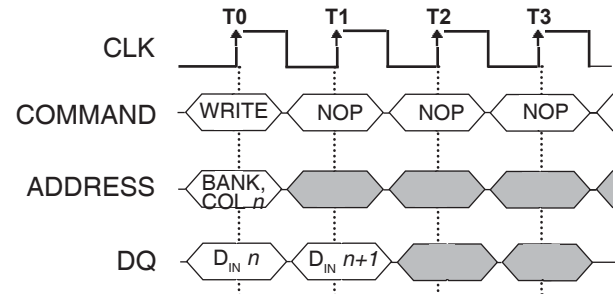 T0 T1 T2 T3
CLK
COMMAND WRITE NOP NOP NOP
ADDRESS BANK,
COL n
DQ DIN n DIN n+1